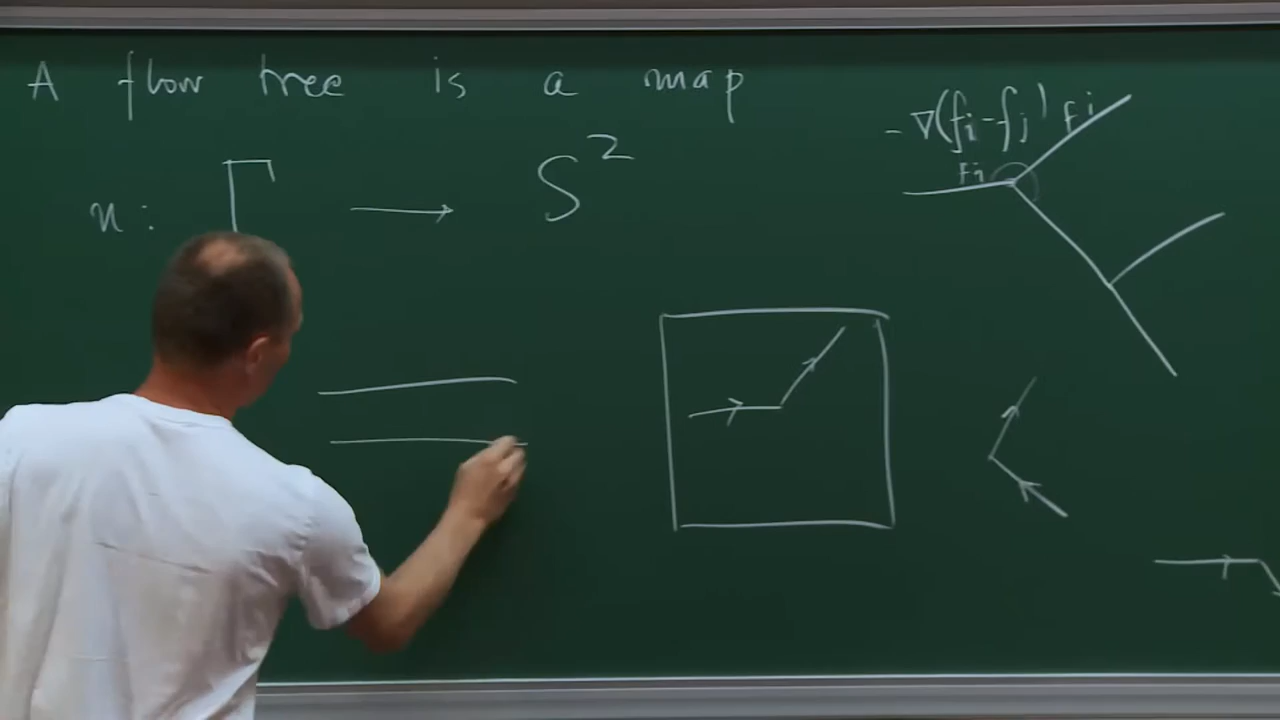 A flow tree is a map
u: Γ → S²
-∇(fᵢ-fⱼ)
Fi
Fi